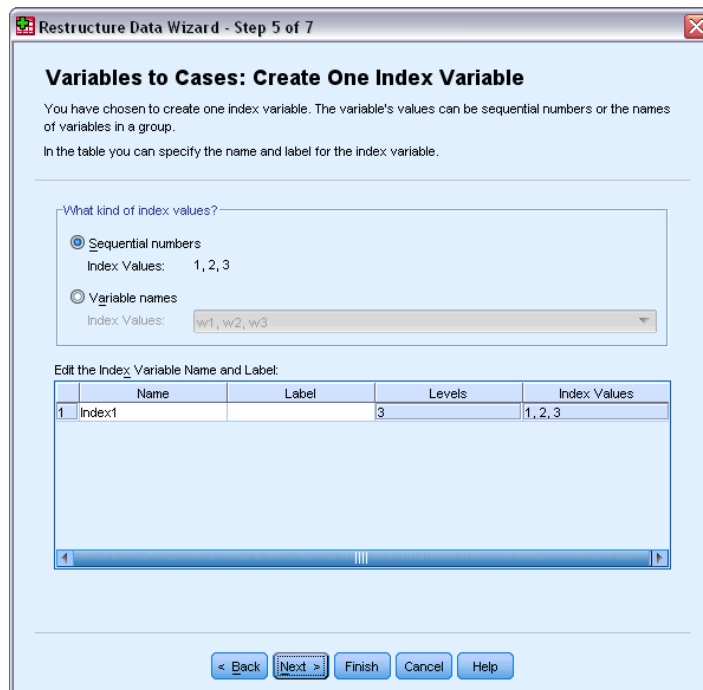 Restructure Data Wizard - Step 5 of 7
Variables to Cases: Create One Index Variable
You have chosen to create one index variable. The variable's values can be sequential numbers or the names
of variables in a group.
In the table you can specify the name and label for the index variable.
What kind of index values?
Sequential numbers
Index Values: 1, 2, 3
Variable names
Index Values: w1, w2, w3
Edit the Index Variable Name and Label:
Name Label Levels Index Values
1 Index1 3 1, 2, 3
< Back Next > Finish Cancel Help